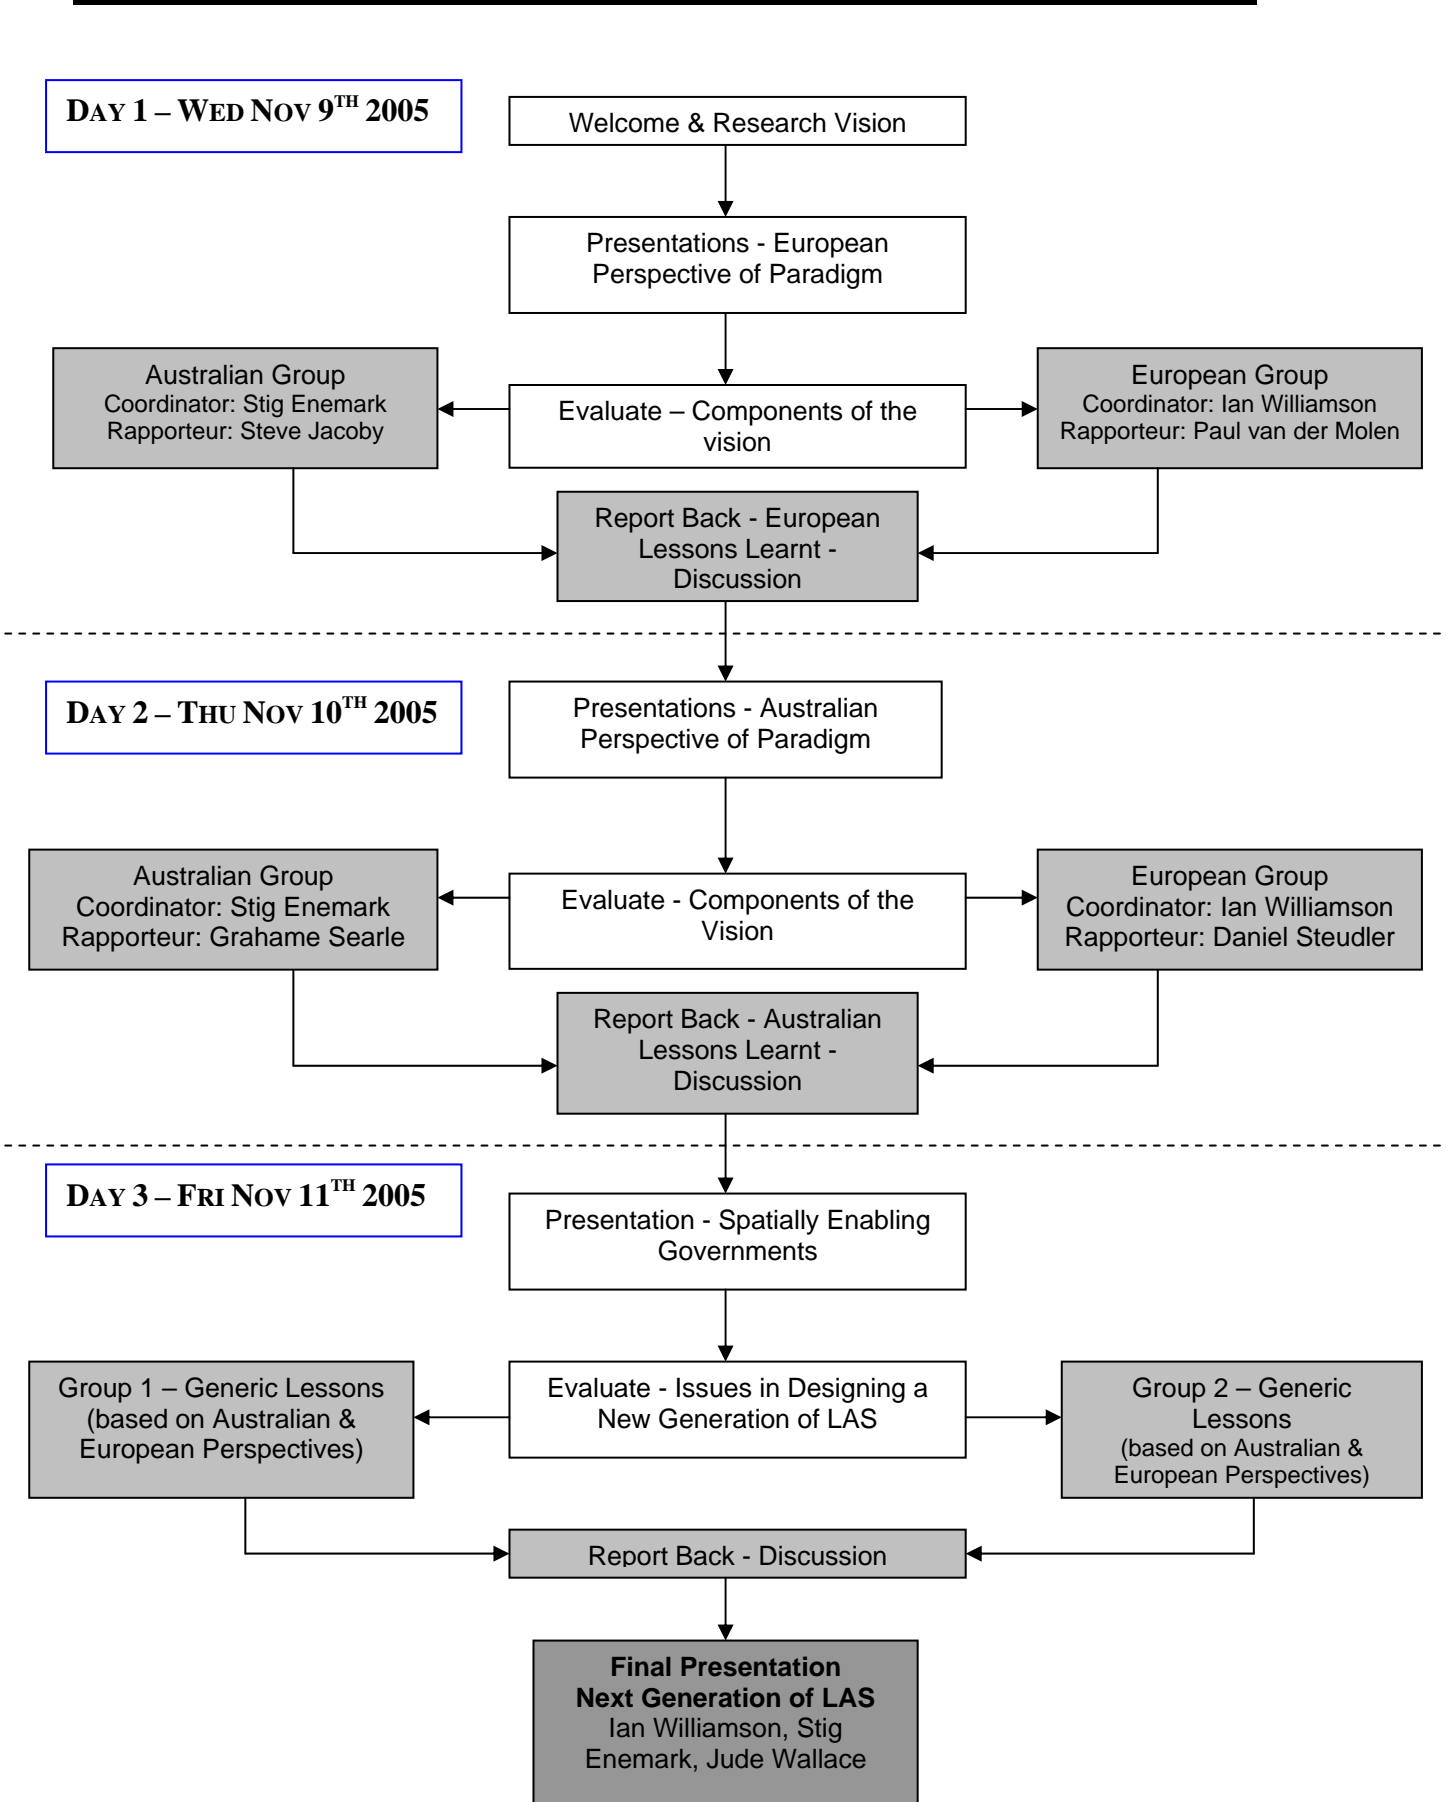 DAY 1 – WED NOV 9TH 2005
Welcome & Research Vision
Presentations - European
Perspective of Paradigm
Australian Group
Coordinator: Stig Enemark
Rapporteur: Steve Jacoby
Evaluate – Components of the
vision
European Group
Coordinator: Ian Williamson
Rapporteur: Paul van der Molen
Report Back - European
Lessons Learnt -
Discussion
DAY 2 – THU NOV 10TH 2005
Presentations - Australian
Perspective of Paradigm
Australian Group
Coordinator: Stig Enemark
Rapporteur: Grahame Searle
Evaluate - Components of the
Vision
European Group
Coordinator: Ian Williamson
Rapporteur: Daniel Steudler
Report Back - Australian
Lessons Learnt -
Discussion
DAY 3 – FRI NOV 11TH 2005
Presentation - Spatially Enabling
Governments
Group 1 – Generic Lessons
(based on Australian &
European Perspectives)
Evaluate - Issues in Designing a
New Generation of LAS
Group 2 – Generic
Lessons
(based on Australian &
European Perspectives)
Report Back - Discussion
Final Presentation
Next Generation of LAS
Ian Williamson, Stig
Enemark, Jude Wallace